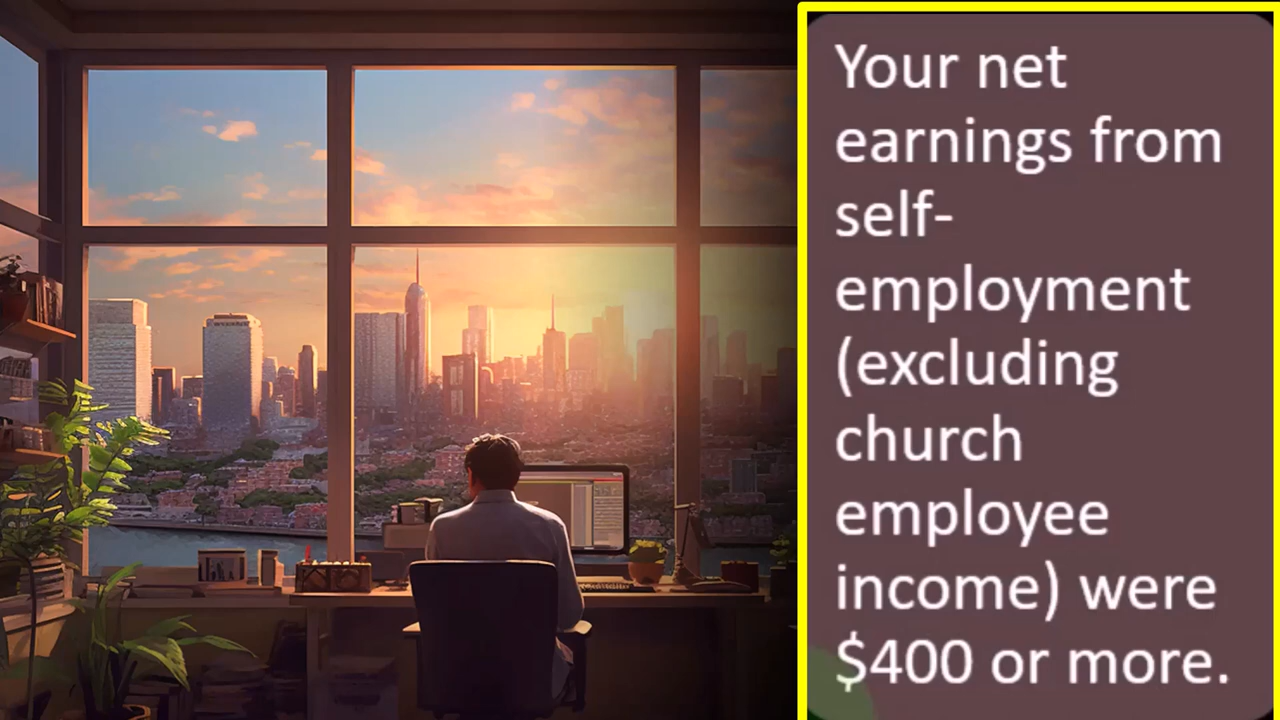 Your net
earnings from
self-
employment
(excluding
church
employee
income) were
$400 or more.